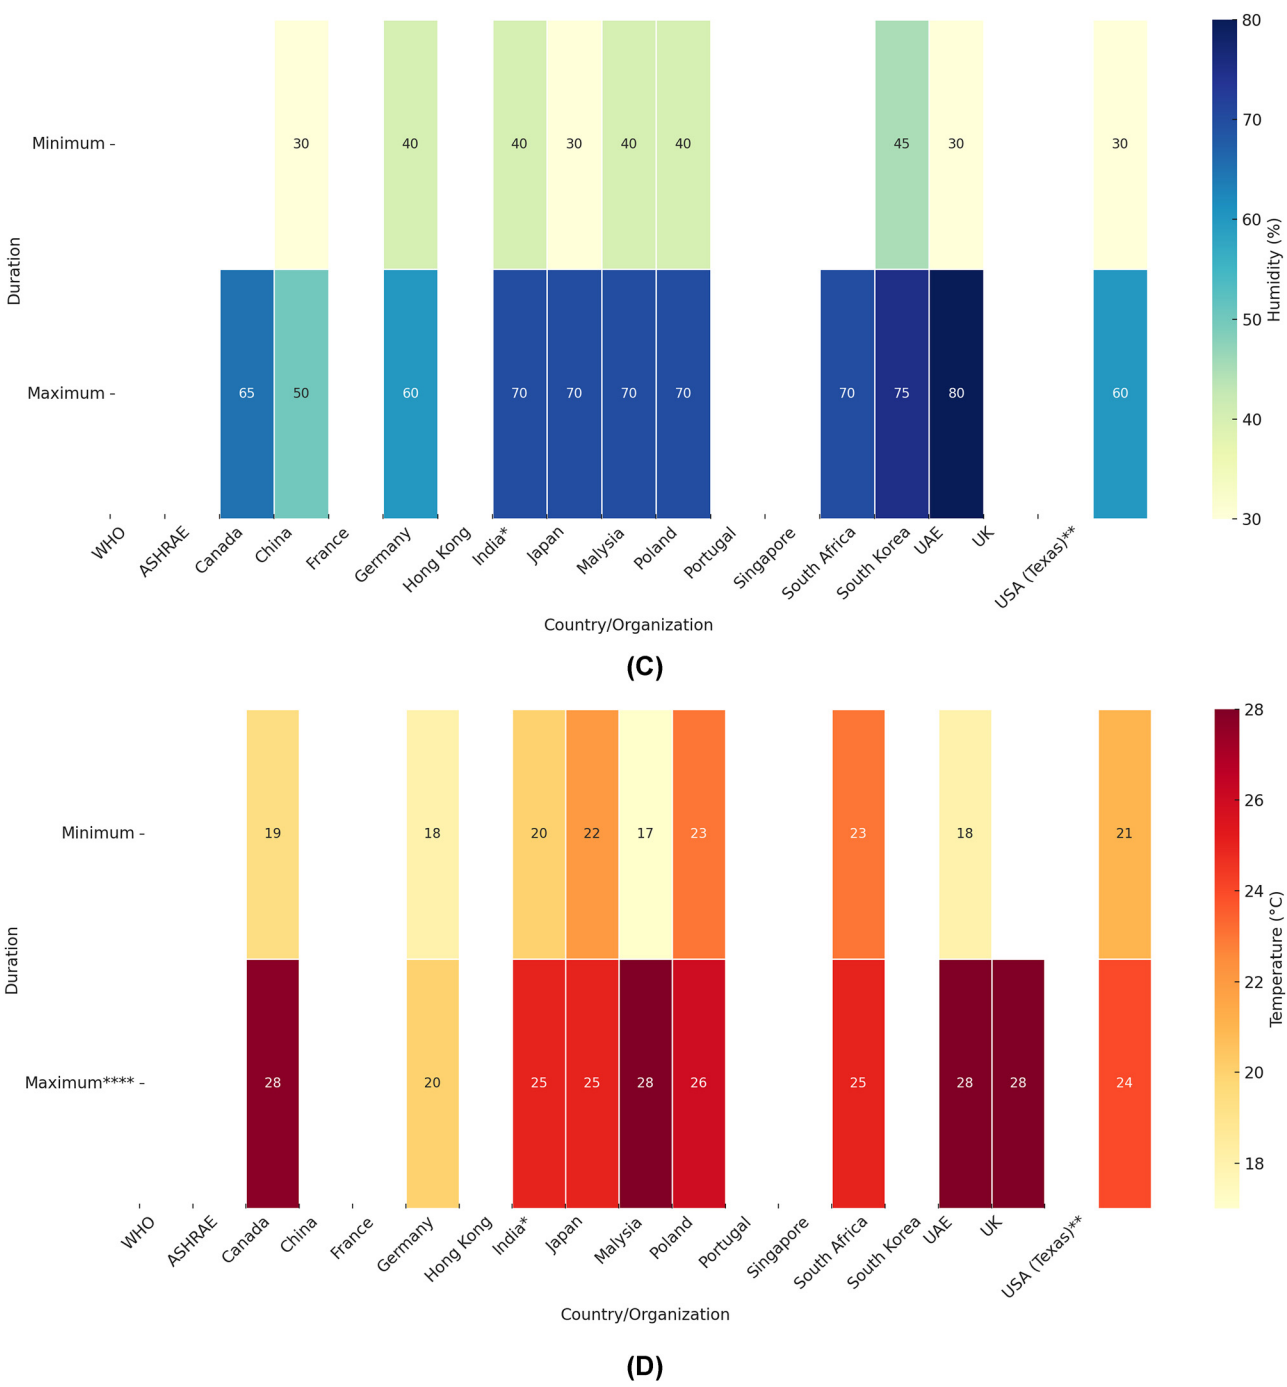 80
Minimum -
30
40
40
30
40
40
45
30
30
70
60
Duration
Humidity (%)
50
Maximum -
65
50
60
70
70
70
70
70
75
80
60
40
30
WHO
ASHRAE
Canada
China
France
Germany
Hong Kong
India*
Japan
Malysia
Poland
Portugal
Singapore
South Africa
South Korea
UAE
UK
USA (Texas)**
Country/Organization
(C)
28
26
Minimum -
19
18
20
22
17
23
23
18
21
24
Duration
Temperature (°C)
22
Maximum**** -
28
20
25
25
28
26
25
28
28
24
20
18
WHO
ASHRAE
Canada
China
France
Germany
Hong Kong
India*
Japan
Malysia
Poland
Portugal
Singapore
South Africa
South Korea
UAE
UK
USA (Texas)**
Country/Organization
(D)